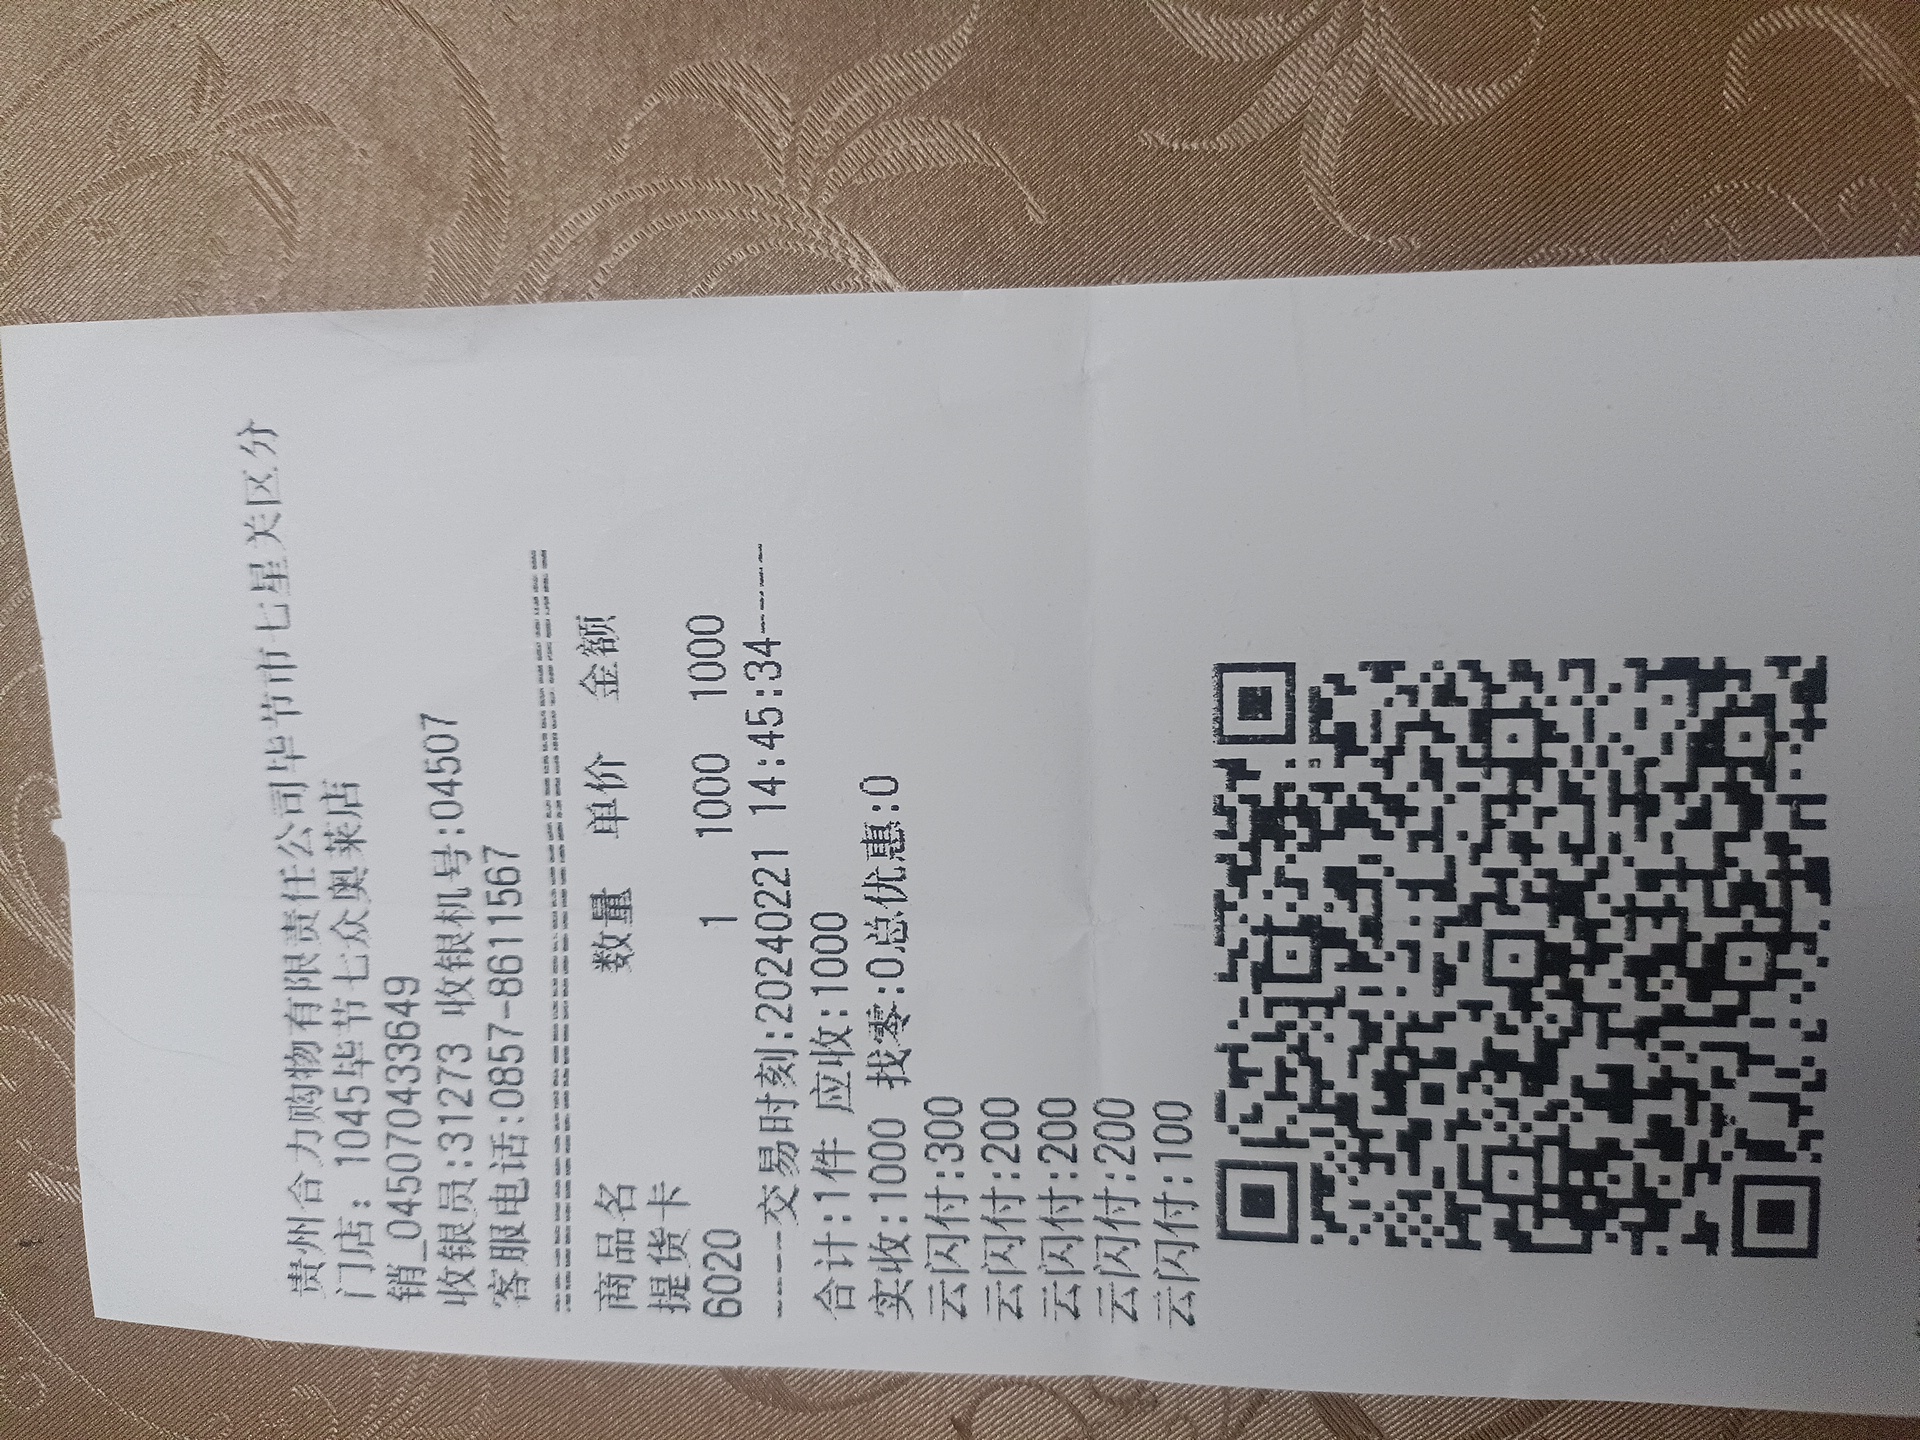 贵州合力购物有限责任公司毕节市七星关区分
门店: 1045毕节七众奥莱店
销_045070433649
收银员:31273 收银机号:04507
客服电话:0857-8611567
================================
商品名 数量 单价 金额
提货卡
6020 1 1000 1000
----交易时刻:20240221 14:45:34-----
合计:1件 应收:1000
实收:1000 找零:0总优惠:0
云闪付:300
云闪付:200
云闪付:200
云闪付:200
云闪付:100